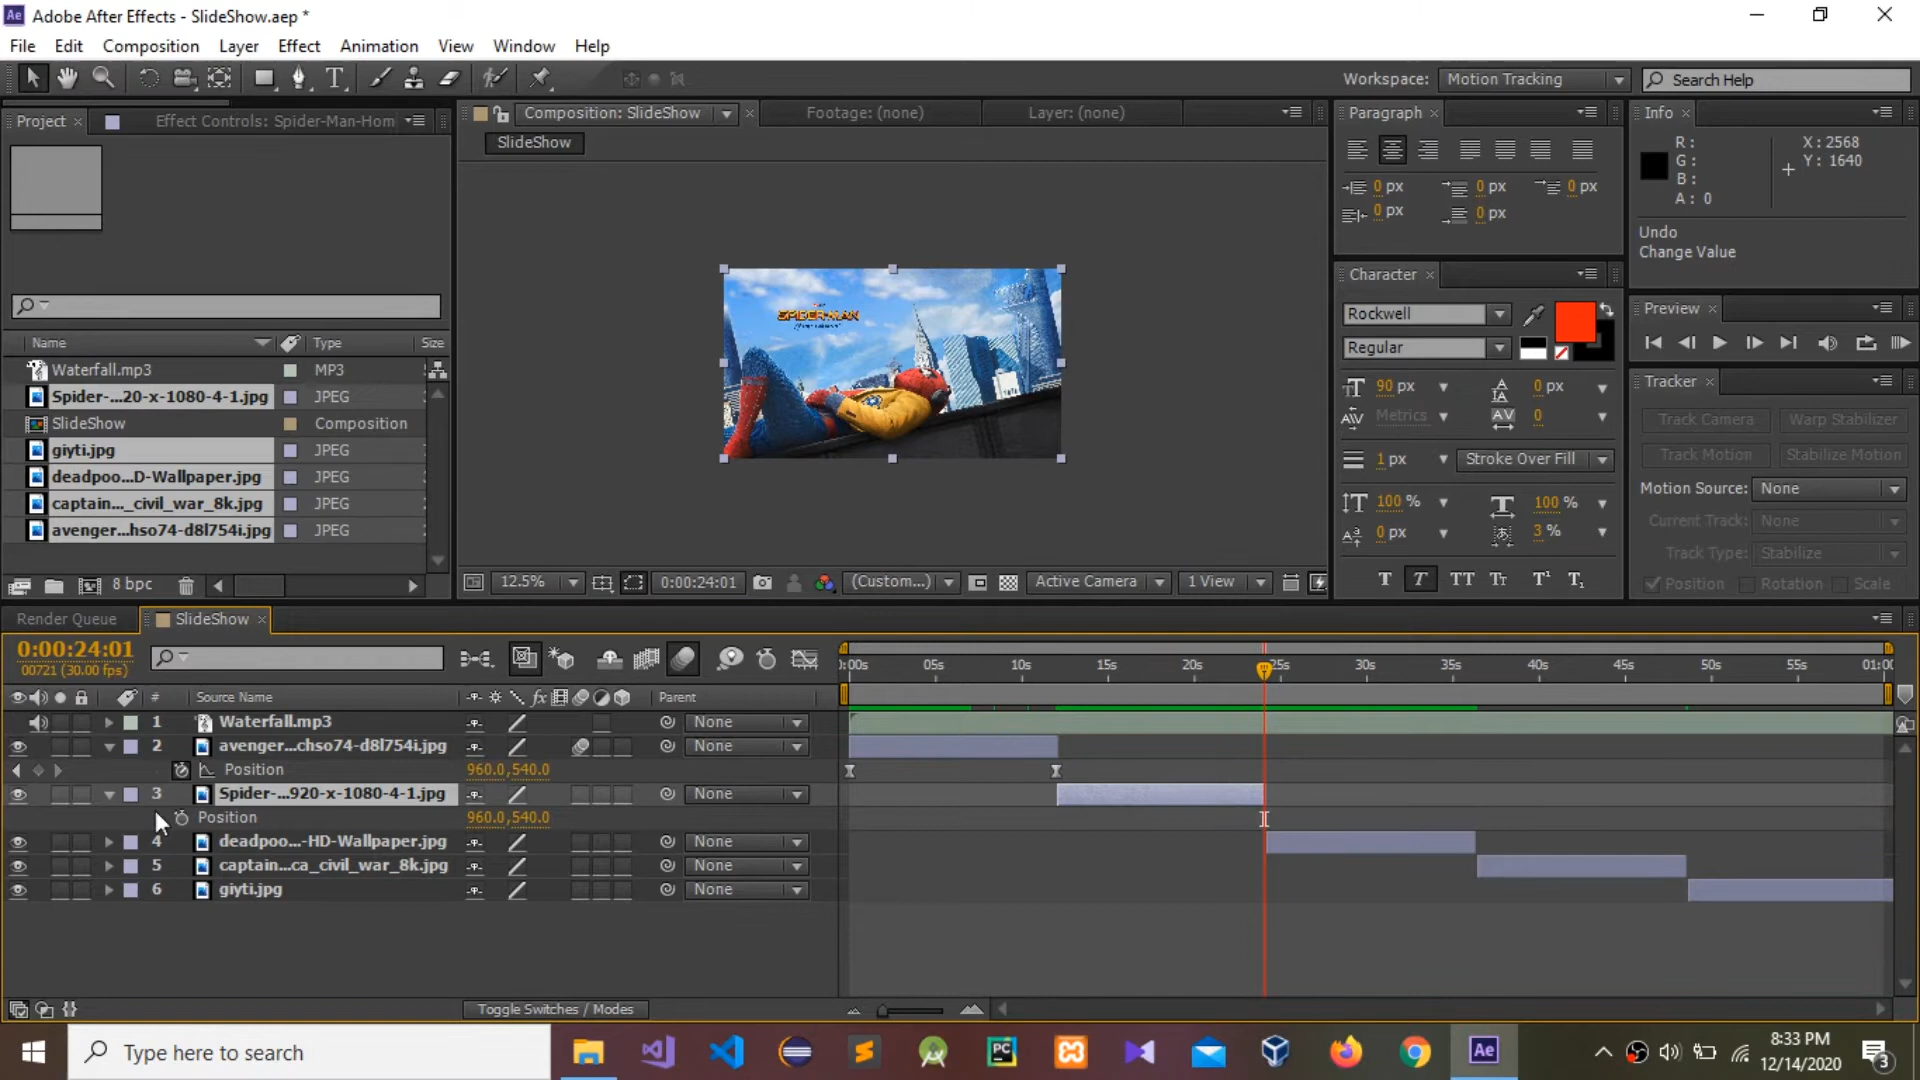 Adobe After Effects - SlideShow.aep *
File Edit Composition Layer Effect Animation View Window Help
Workspace: Motion Tracking Search Help
Project Effect Controls: Spider-Man-Hom
Composition: SlideShow Footage: (none) Layer: (none)
SlideShow
SPIDER-MAN
Name Type Size
Waterfall.mp3 MP3
Spider-...20-x-1080-4-1.jpg JPEG
SlideShow Composition
giyti.jpg JPEG
deadpoo...D-Wallpaper.jpg JPEG
captain..._civil_war_8k.jpg JPEG
avenger...hso74-d8l754i.jpg JPEG
8 bpc
12.5% 0:00:24:01 (Custom...) Active Camera 1 View
Paragraph
0 px 0 px 0 px
0 px 0 px
Character
Rockwell
Regular
90 px 0 px
Metrics 0
1 px Stroke Over Fill
100 % 100 %
0 px 3 %
T T TT Tt T¹ T₁
Info
R: X: 2568
G: Y: 1640
B:
A: 0
Undo
Change Value
Preview
Tracker
Track Camera Warp Stabilizer
Track Motion Stabilize Motion
Motion Source: None
Current Track: None
Track Type: Stabilize
Position Rotation Scale
Render Queue SlideShow
0:00:24:01
00721 (30.00 fps)
:00s 05s 10s 15s 20s 25s 30s 35s 40s 45s 50s 55s 01:00
# Source Name fx Parent
1 Waterfall.mp3 None
2 avenger...chso74-d8l754i.jpg None
Position 960.0,540.0
3 Spider-...920-x-1080-4-1.jpg None
Position 960.0,540.0
4 deadpoo...-HD-Wallpaper.jpg None
5 captain...ca_civil_war_8k.jpg None
6 giyti.jpg None
Toggle Switches / Modes
Type here to search
PC
Ae
8:33 PM
12/14/2020
3